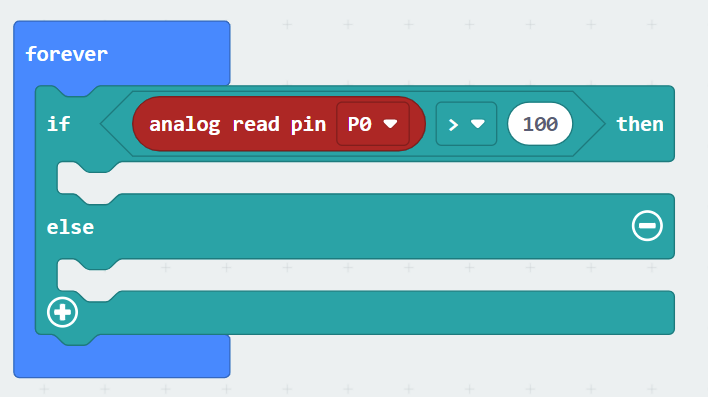 forever
if analog read pin P0 > 100 then
else